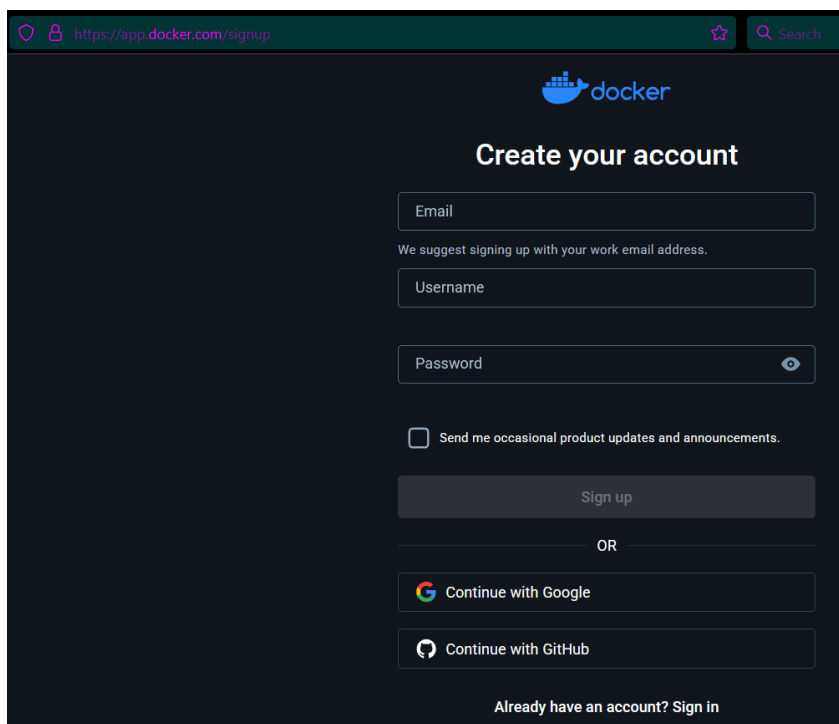 https://app.docker.com/signup
Search
docker
Create your account
Email
We suggest signing up with your work email address.
Username
Password
Send me occasional product updates and announcements.
Sign up
OR
Continue with Google
Continue with GitHub
Already have an account? Sign in